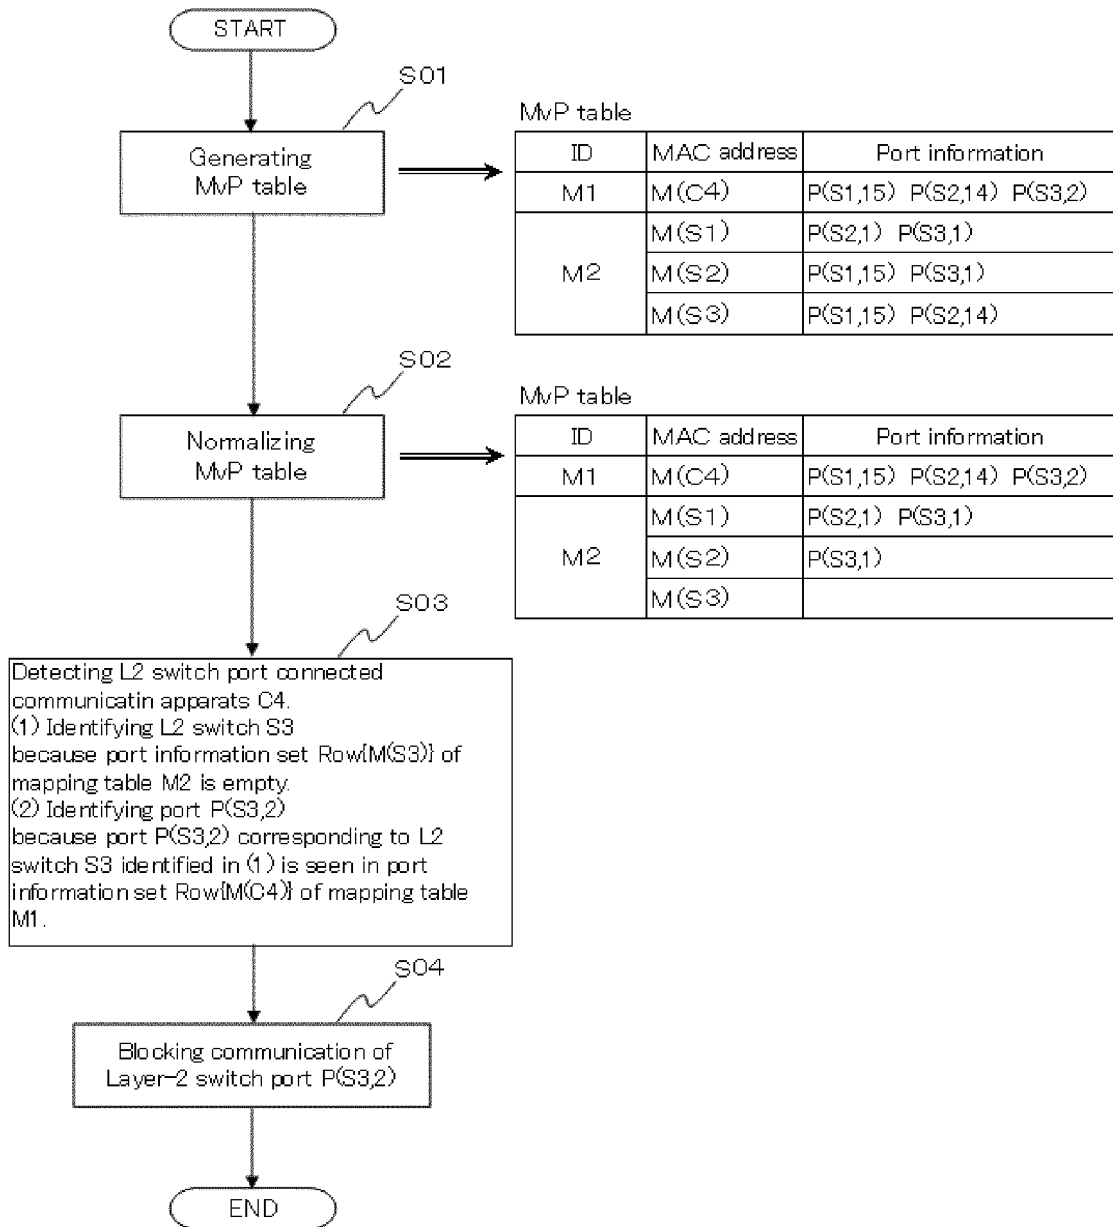 START
S01
Generating
MvP table
MvP table
ID MAC address Port information
M1 M(C4) P(S1,15) P(S2,14) P(S3,2)
M2
M(S1) P(S2,1) P(S3,1)
M(S2) P(S1,15) P(S3,1)
M(S3) P(S1,15) P(S2,14)
S02
Normalizing
MvP table
MvP table
ID MAC address Port information
M1 M(C4) P(S1,15) P(S2,14) P(S3,2)
M2
M(S1) P(S2,1) P(S3,1)
M(S2) P(S3,1)
M(S3)
S03
Detecting L2 switch port connected
communicatin apparats C4.
(1) Identifying L2 switch S3
because port information set Row{M(S3)} of
mapping table M2 is empty.
(2) Identifying port P(S3,2)
because port P(S3,2) corresponding to L2
switch S3 identified in (1) is seen in port
information set Row{M(C4)} of mapping table
M1.
S04
Blocking communication of
Layer-2 switch port P(S3,2)
END